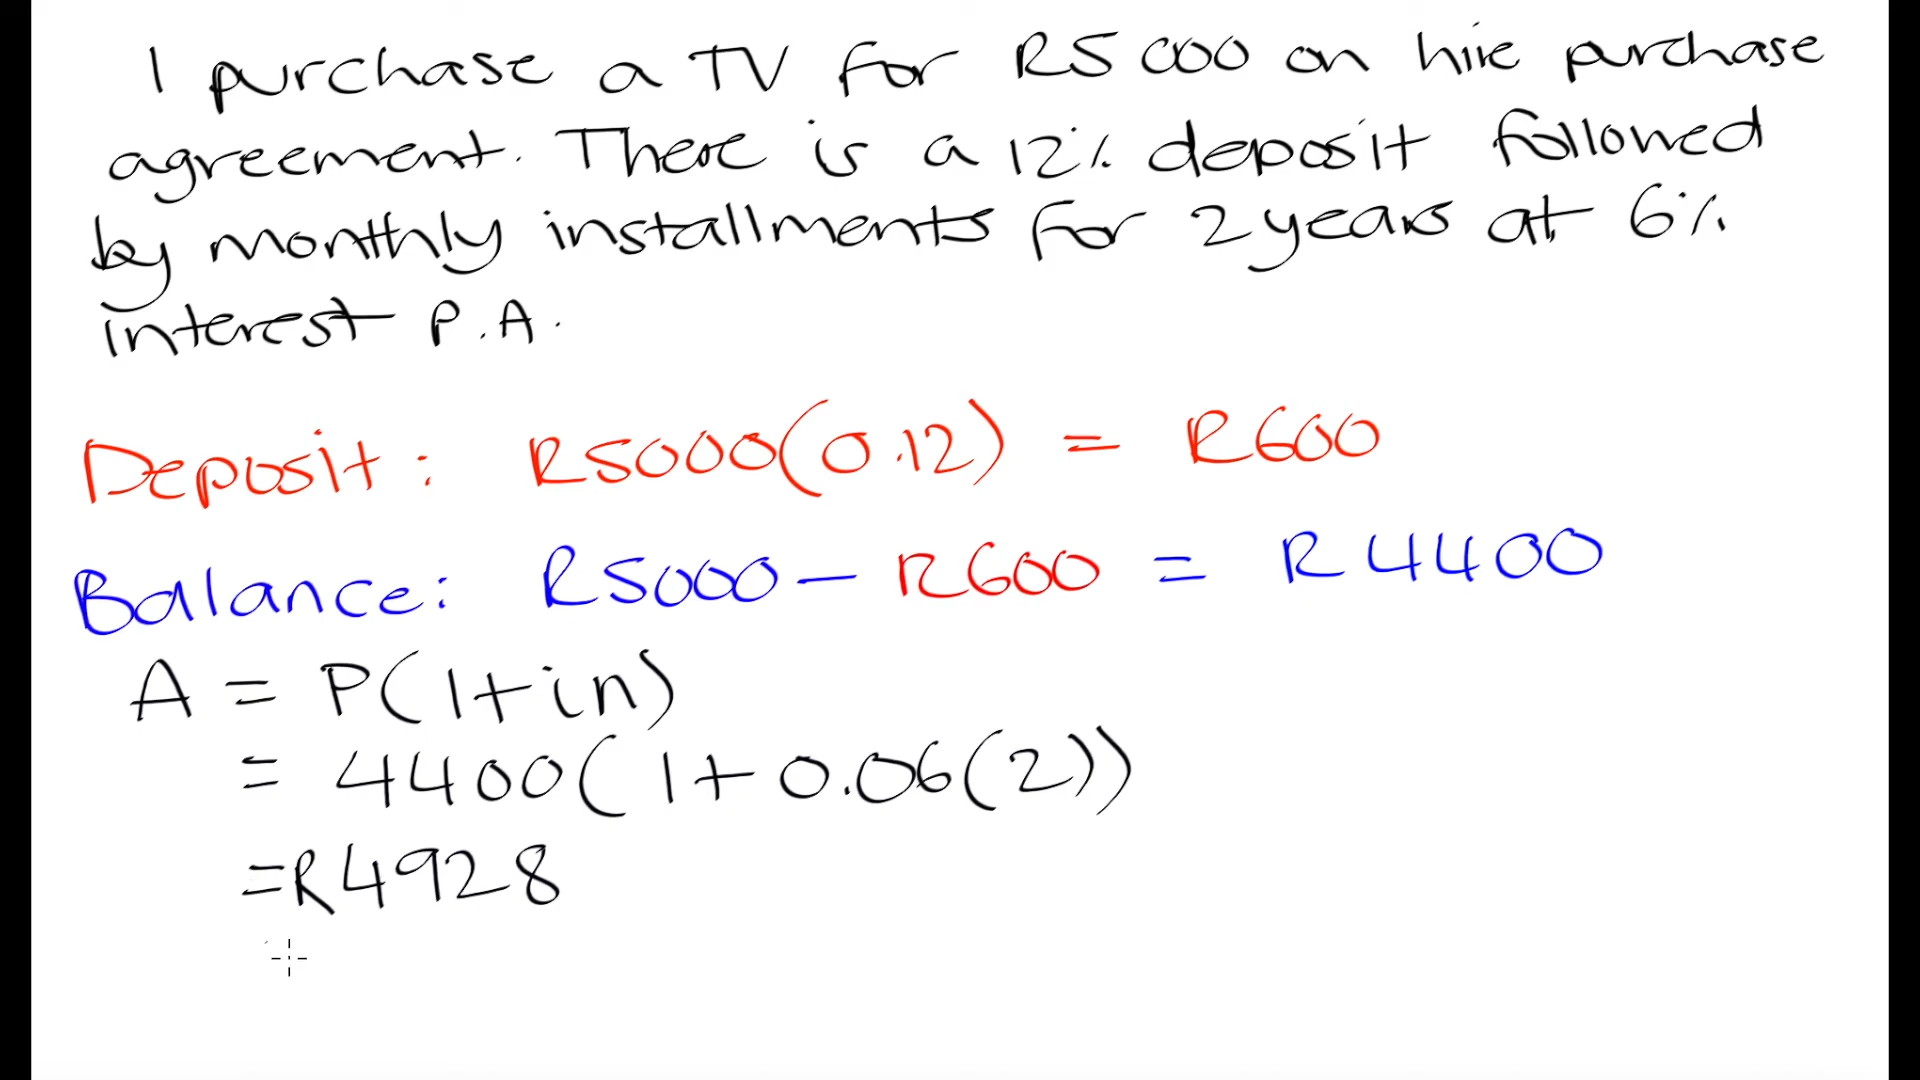 I purchase a TV for R5 000 on hire purchase
agreement. There is a 12% deposit followed
by monthly installments for 2 years at 6%
interest P.A.
Deposit: R5000(0.12) = R600
Balance: R5000 - R600 = R4400
A = P(1+in)
= 4400(1+0.06(2))
=R4928